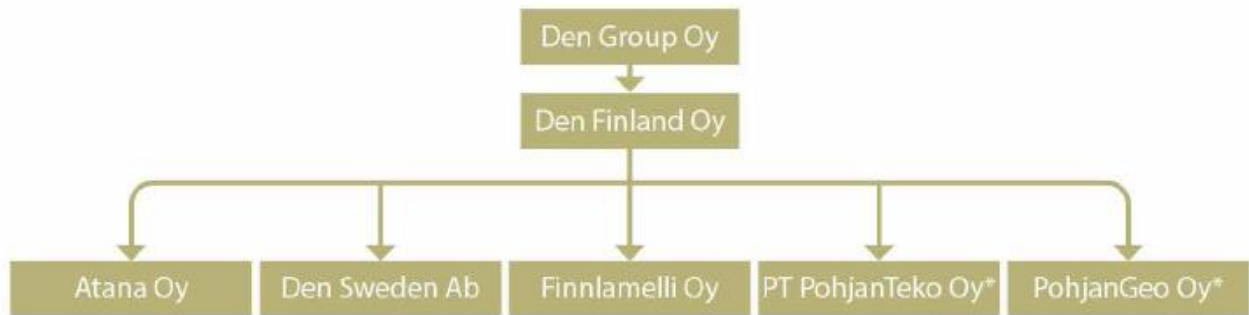 Den Group Oy
Den Finland Oy
Atana Oy
Den Sweden Ab
Finnlamelli Oy
PT PohjanTeko Oy*
PohjanGeo Oy*